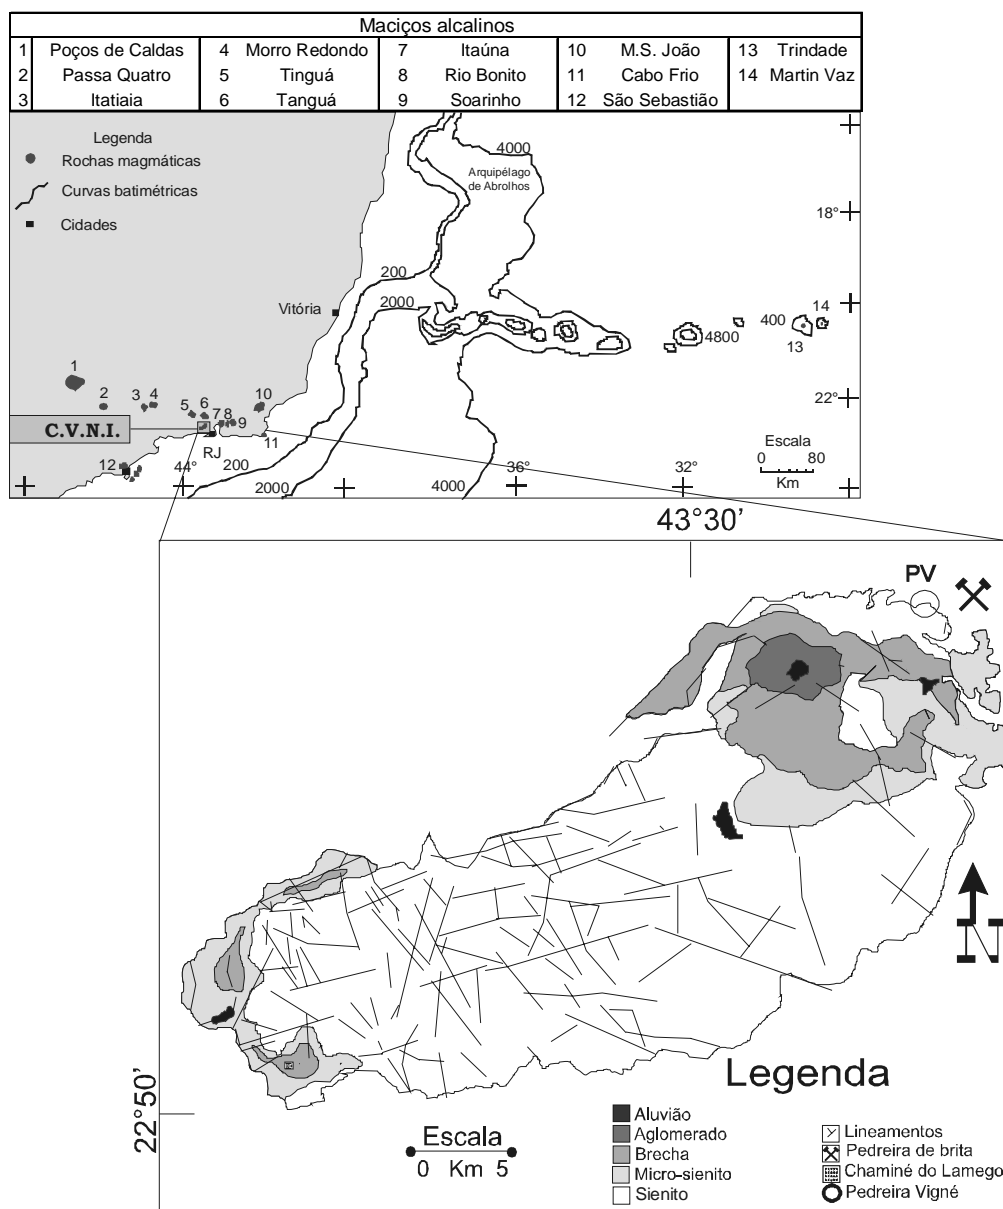 Maciços alcalinos
1 Poços de Caldas 4 Morro Redondo 7 Itaúna 10 M.S. João 13 Trindade
2 Passa Quatro 5 Tinguá 8 Rio Bonito 11 Cabo Frio 14 Martin Vaz
3 Itatiaia 6 Tanguá 9 Soarinho 12 São Sebastião
Legenda
Rochas magmáticas
Curvas batimétricas
Cidades
4000
Arquipélago
de Abrolhos
18°
200
2000
Vitória
400
14
4800
13
1
2
3
4
5
6
7
8
9
10
11
22°
C.V.N.I.
RJ
12
44°
200
2000
4000
36°
32°
Escala
0 80
Km
43°30'
PV
N
22°50'
Legenda
Escala
0 Km 5
Aluvião
Aglomerado
Brecha
Micro-sienito
Sienito
Lineamentos
Pedreira de brita
Chaminé do Lamego
Pedreira Vigné